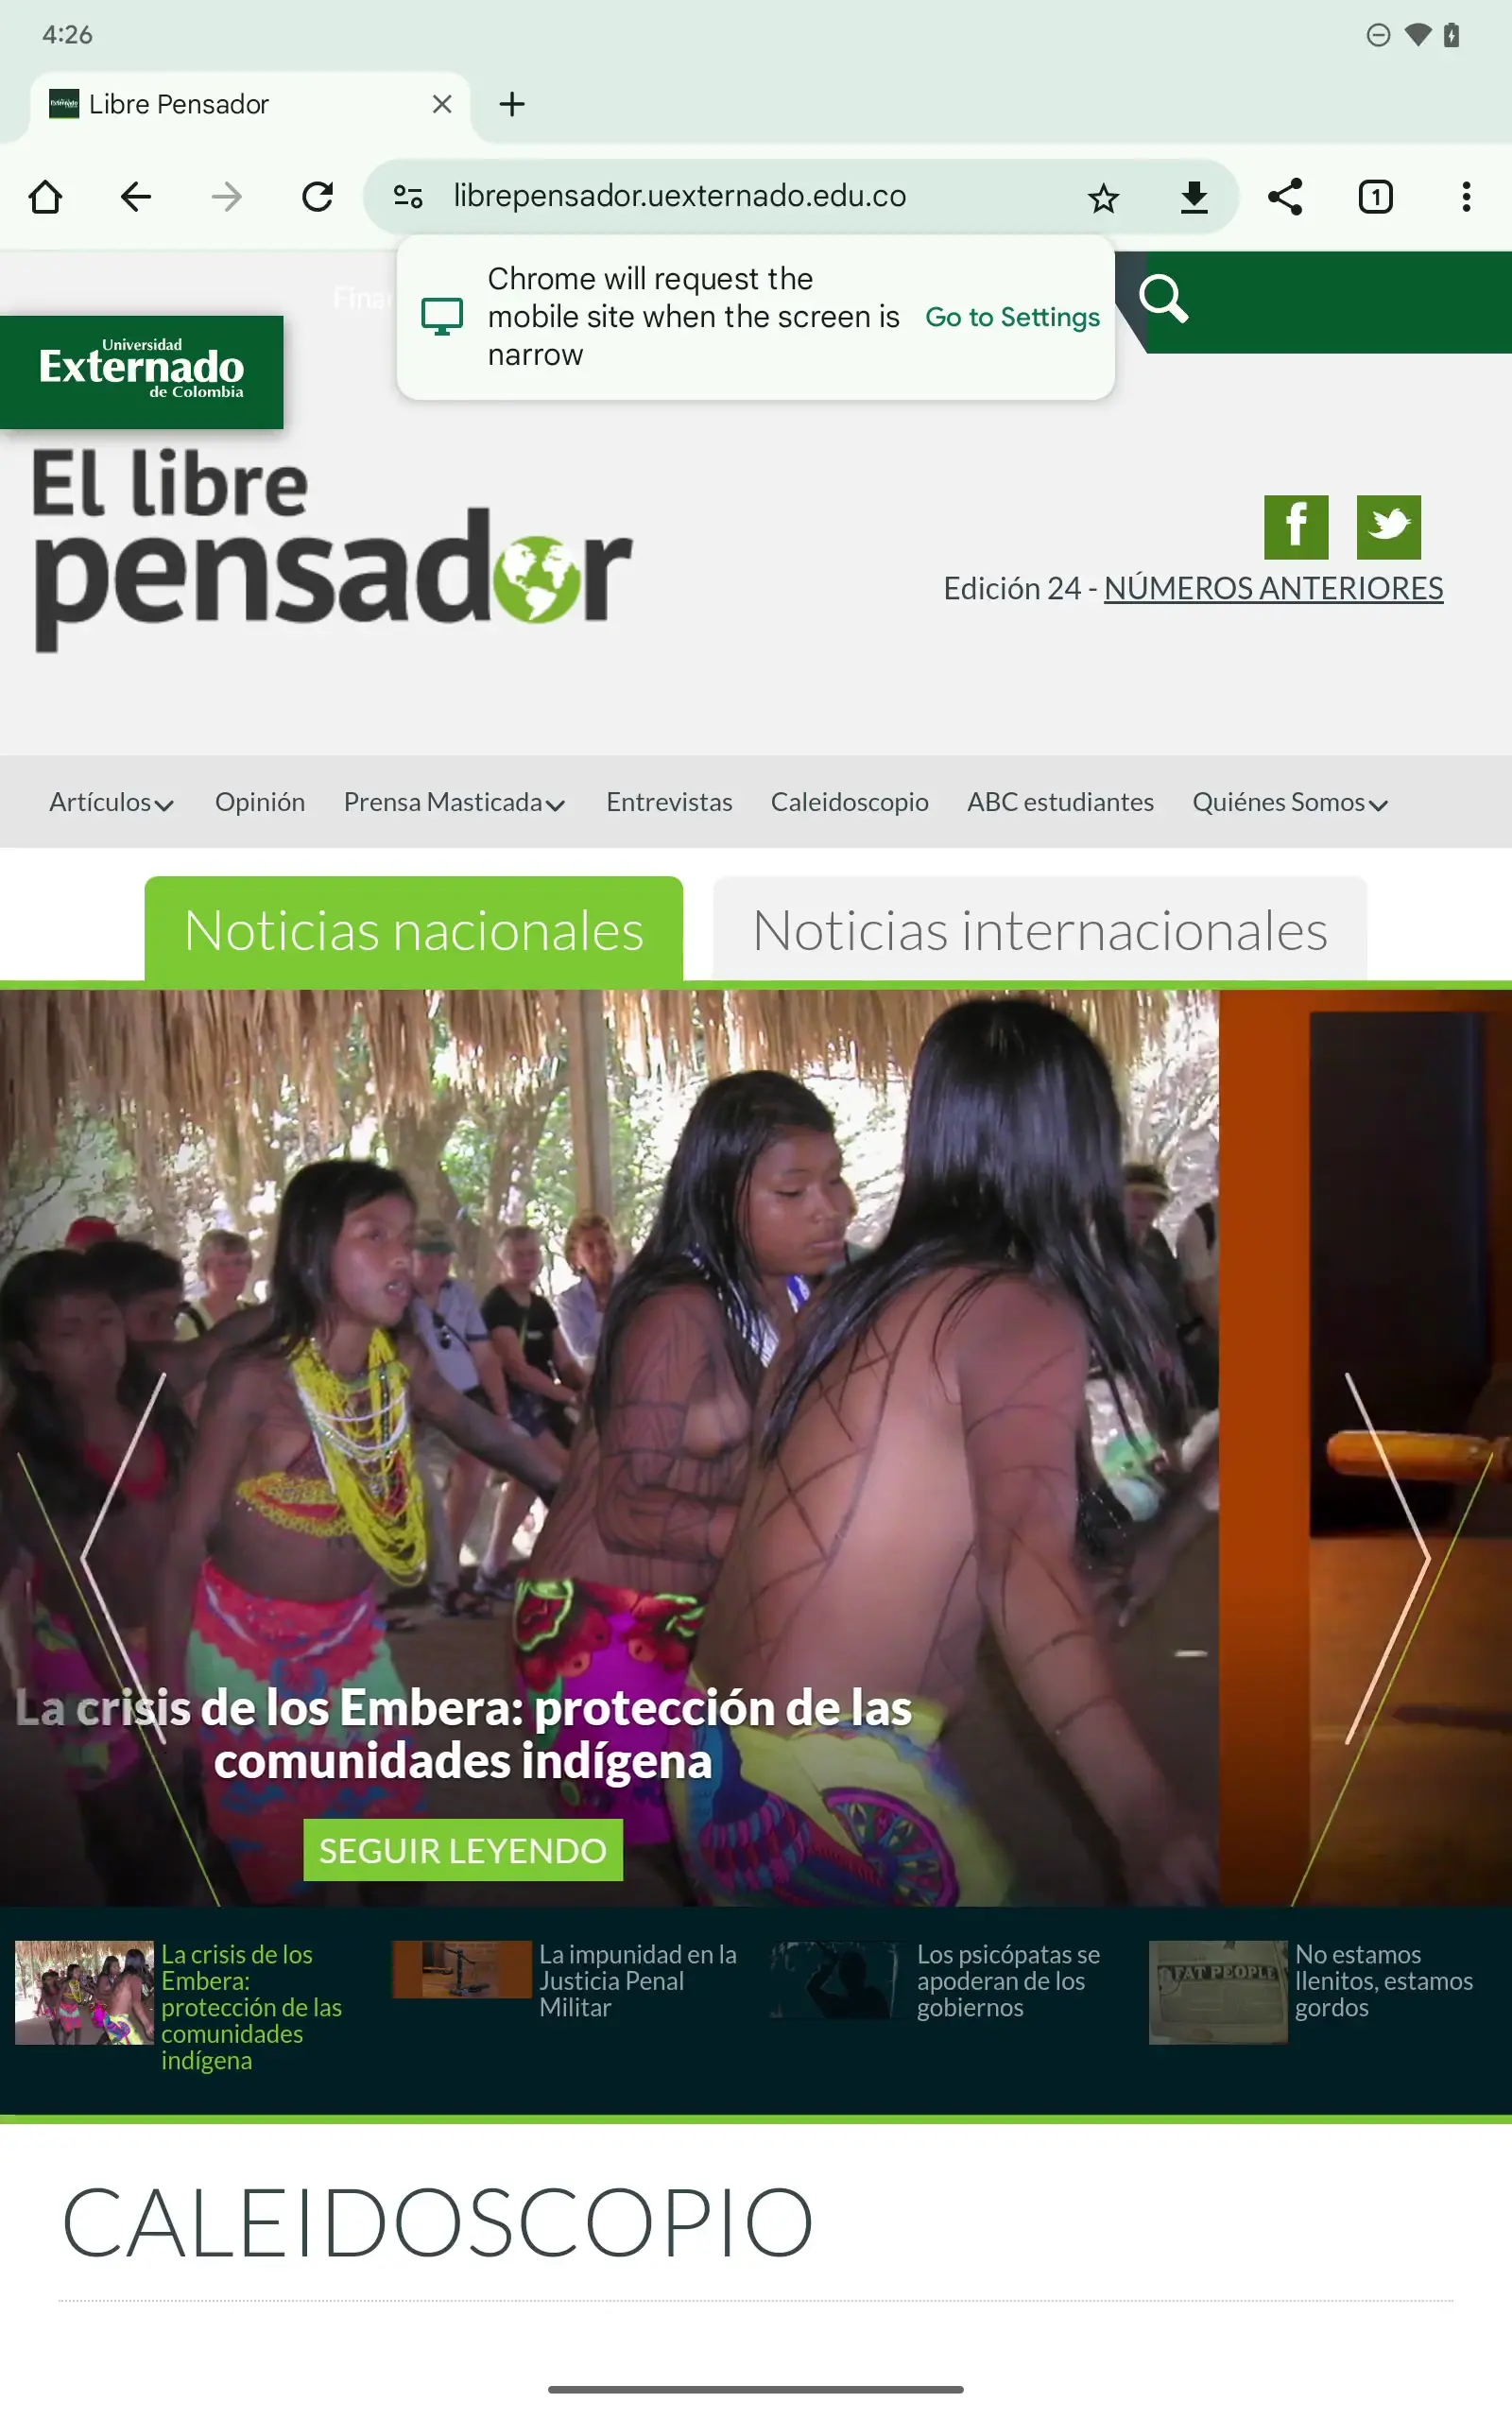 4:26
Libre Pensador
librepensador.uexternado.edu.co
1
Chrome will request the
mobile site when the screen is
narrow
Go to Settings
Universidad
Externado
de Colombia
El libre
pensador
Edición 24 - NÚMEROS ANTERIORES
Artículos Opinión Prensa Masticada Entrevistas Caleidoscopio ABC estudiantes Quiénes Somos
Noticias nacionales
Noticias internacionales
La crisis de los Embera: protección de las
comunidades indígena
SEGUIR LEYENDO
La crisis de los
Embera:
protección de las
comunidades
indígena
La impunidad en la
Justicia Penal
Militar
Los psicópatas se
apoderan de los
gobiernos
FAT PEOPLE
No estamos
llenitos, estamos
gordos
CALEIDOSCOPIO